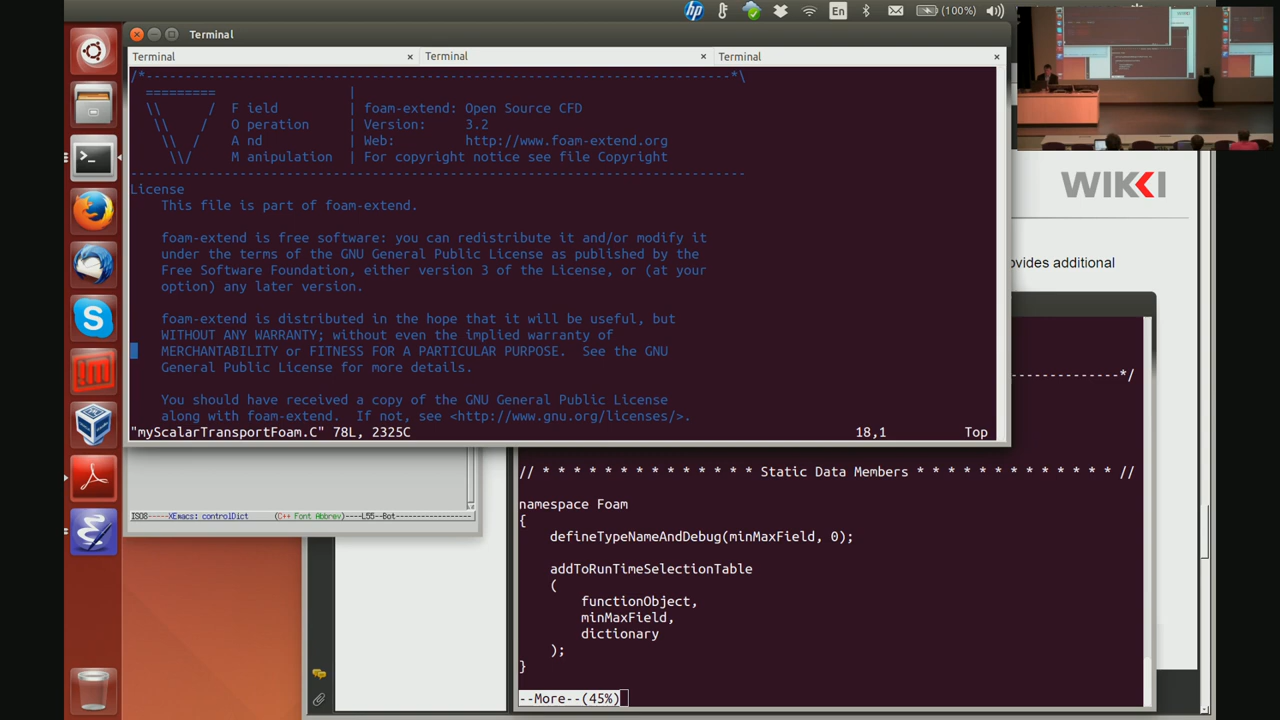 En
(100%)
Terminal
Terminal × Terminal × Terminal ×
/*---------------------------------------------------------------------------*\
  =========                 |
  \\      /  F ield         | foam-extend: Open Source CFD
   \\    /   O peration     | Version:     3.2
    \\  /    A nd           | Web:         http://www.foam-extend.org
     \\/     M anipulation  | For copyright notice see file Copyright
-------------------------------------------------------------------------------
License
    This file is part of foam-extend.
    foam-extend is free software: you can redistribute it and/or modify it
    under the terms of the GNU General Public License as published by the
    Free Software Foundation, either version 3 of the License, or (at your
    option) any later version.
    foam-extend is distributed in the hope that it will be useful, but
    WITHOUT ANY WARRANTY; without even the implied warranty of
    MERCHANTABILITY or FITNESS FOR A PARTICULAR PURPOSE.  See the GNU
    General Public License for more details.
    You should have received a copy of the GNU General Public License
    along with foam-extend.  If not, see <http://www.gnu.org/licenses/>.
"myScalarTransportFoam.C" 78L, 2325C 18,1 Top
WIKKI
ovides additional
-------------*/
ISO8-----XEmacs: controlDict (C++ Font Abbrev)----L55--Bot-----------------
// * * * * * * * * * * * * * * Static Data Members * * * * * * * * * * * * * //
namespace Foam
{
    defineTypeNameAndDebug(minMaxField, 0);
    addToRunTimeSelectionTable
    (
        functionObject,
        minMaxField,
        dictionary
    );
}
--More--(45%)